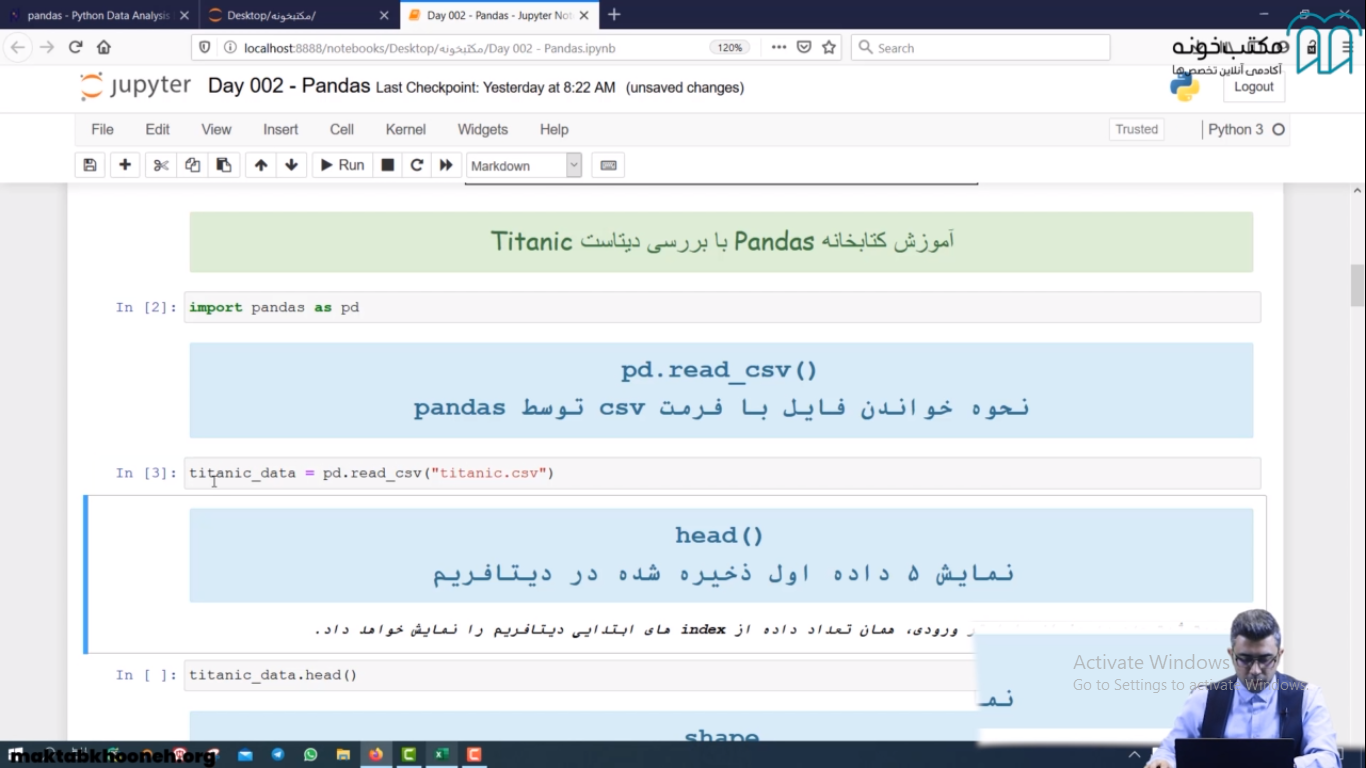 pandas - Python Data Analysis
Desktop/مکتبخونه/
Day 002 - Pandas - Jupyter Not
localhost:8888/notebooks/Desktop/مکتبخونه/Day 002 - Pandas.ipynb
120%
Search
مکتب‌خونه
آکادمی آنلاین تخصص‌ها
jupyter
Day 002 - Pandas Last Checkpoint: Yesterday at 8:22 AM (unsaved changes)
Logout
File Edit View Insert Cell Kernel Widgets Help
Trusted
Python 3
Run
Markdown
آموزش کتابخانه Pandas با بررسی دیتاست Titanic
In [2]: import pandas as pd
pd.read_csv()
نحوه خواندن فایل با فرمت csv توسط pandas
In [3]: titanic_data = pd.read_csv("titanic.csv")
head()
نمایش ۵ داده اول ذخیره شده در دیتافریم
ورودی، همان تعداد داده از index های ابتدایی دیتافریم را نمایش خواهد داد.
In [ ]: titanic_data.head()
Activate Windows
Go to Settings to activate Windows.
shape
maktabkhooneh.org